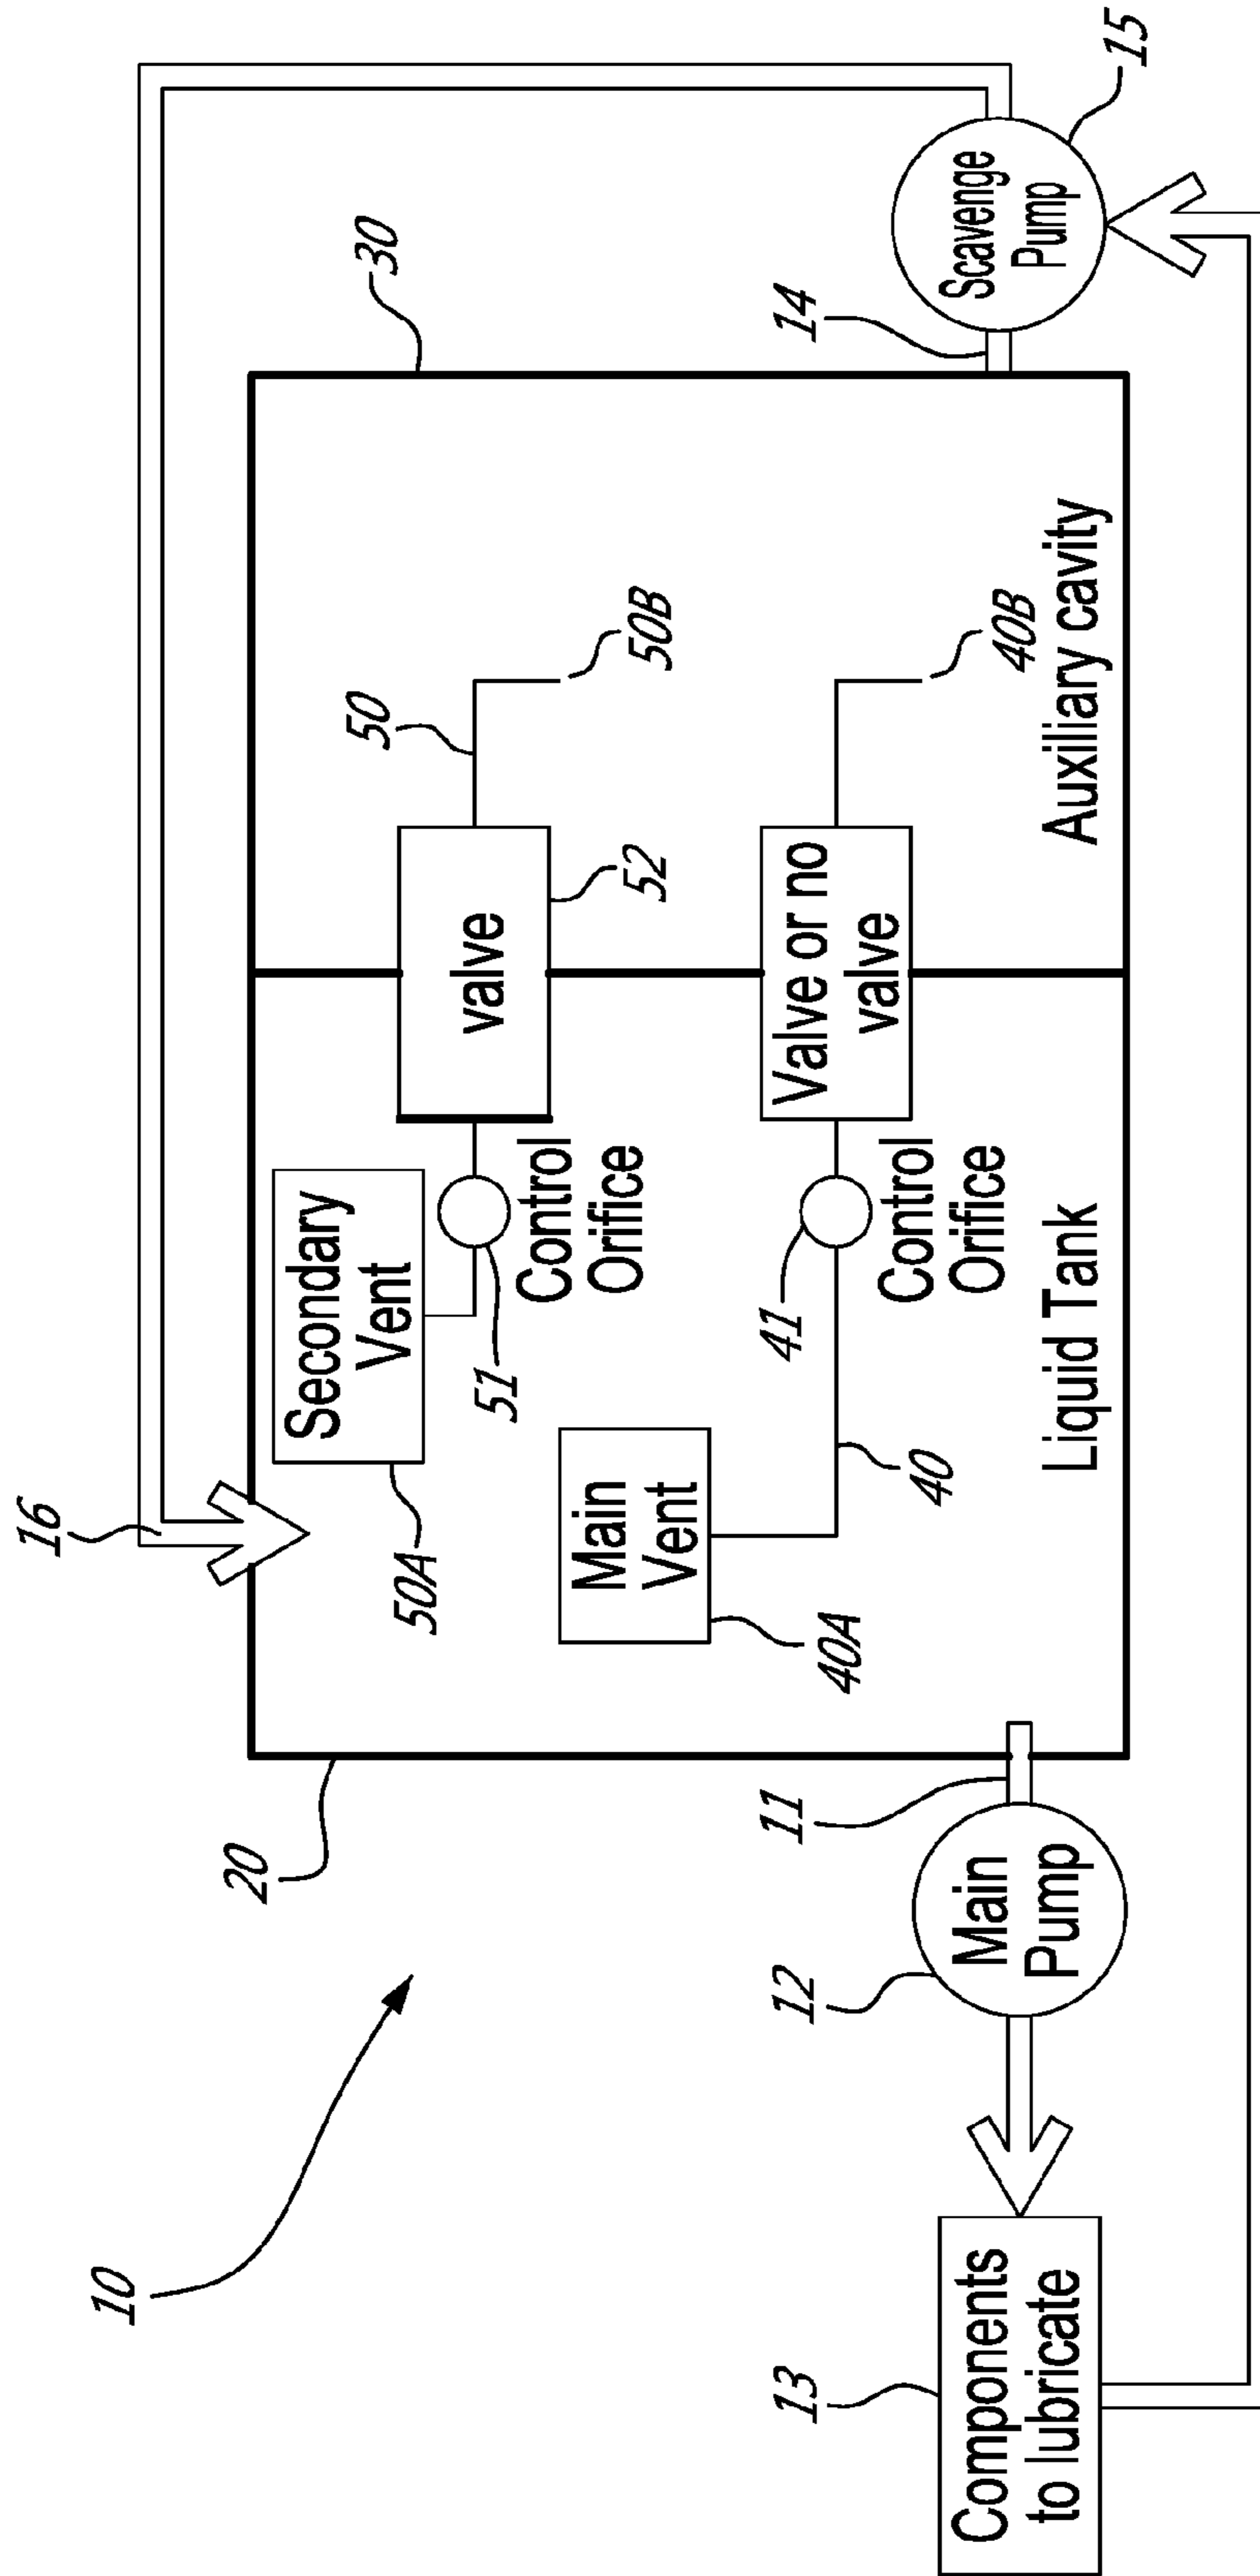 10
20
16
30
Secondary
Vent
50A
51
Control
Orifice
valve
52
50
50B
Main
Vent
40A
40
41
Control
Orifice
Valve or no
valve
40B
Liquid Tank
Auxiliary cavity
11
12
Main
Pump
13
Components
to lubricate
14
Scavenge
Pump
15